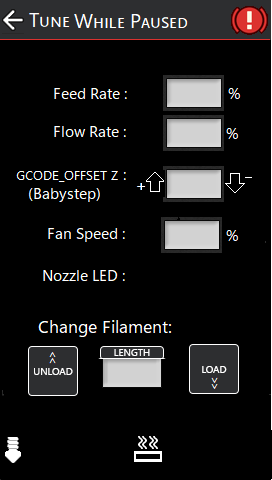 TUNE WHILE PAUSED
Feed Rate : %
Flow Rate : %
GCODE_OFFSET Z : + −
(Babystep)
Fan Speed : %
Nozzle LED :
Change Filament:
UNLOAD LENGTH LOAD